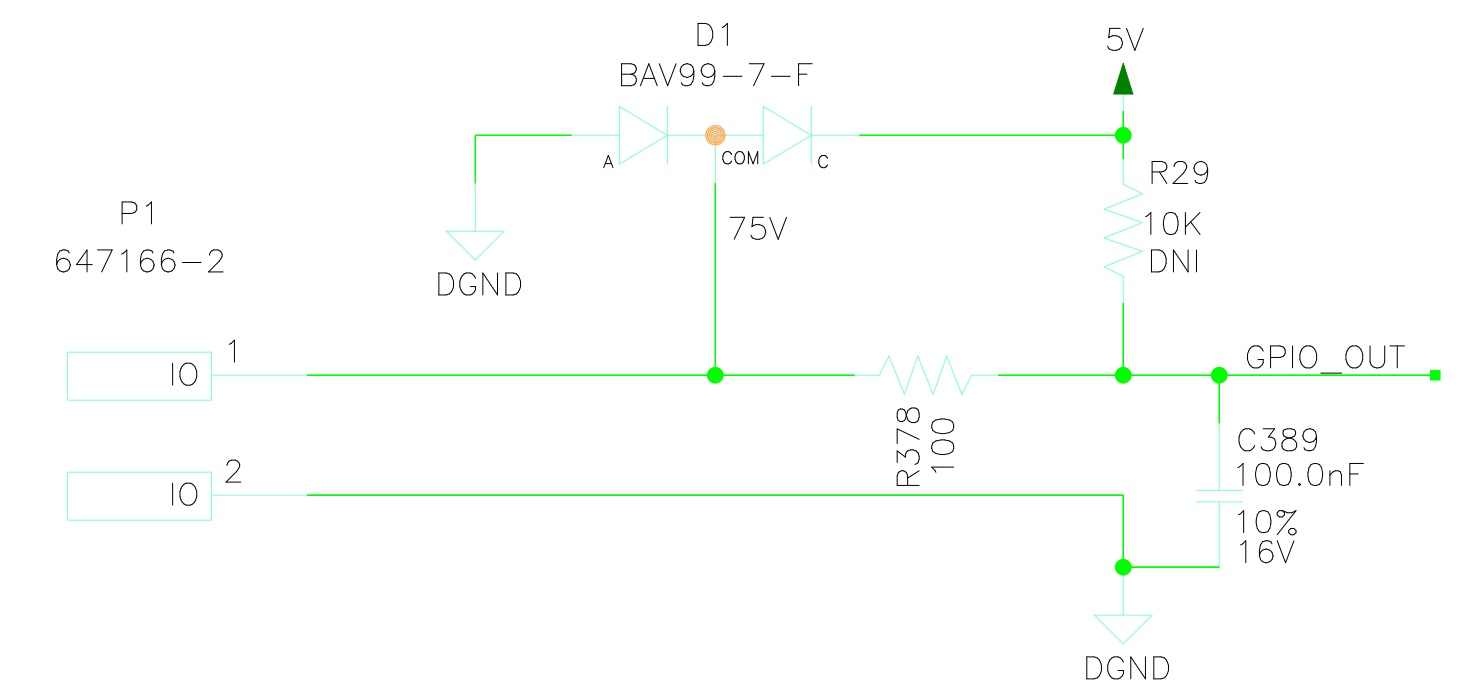 D1
BAV99-7-F
5V
A
COM
C
R29
10K
DNI
P1
647166-2
75V
DGND
1
IO
GPIO_OUT
R378
100
C389
100.0nF
10%
16V
2
IO
DGND